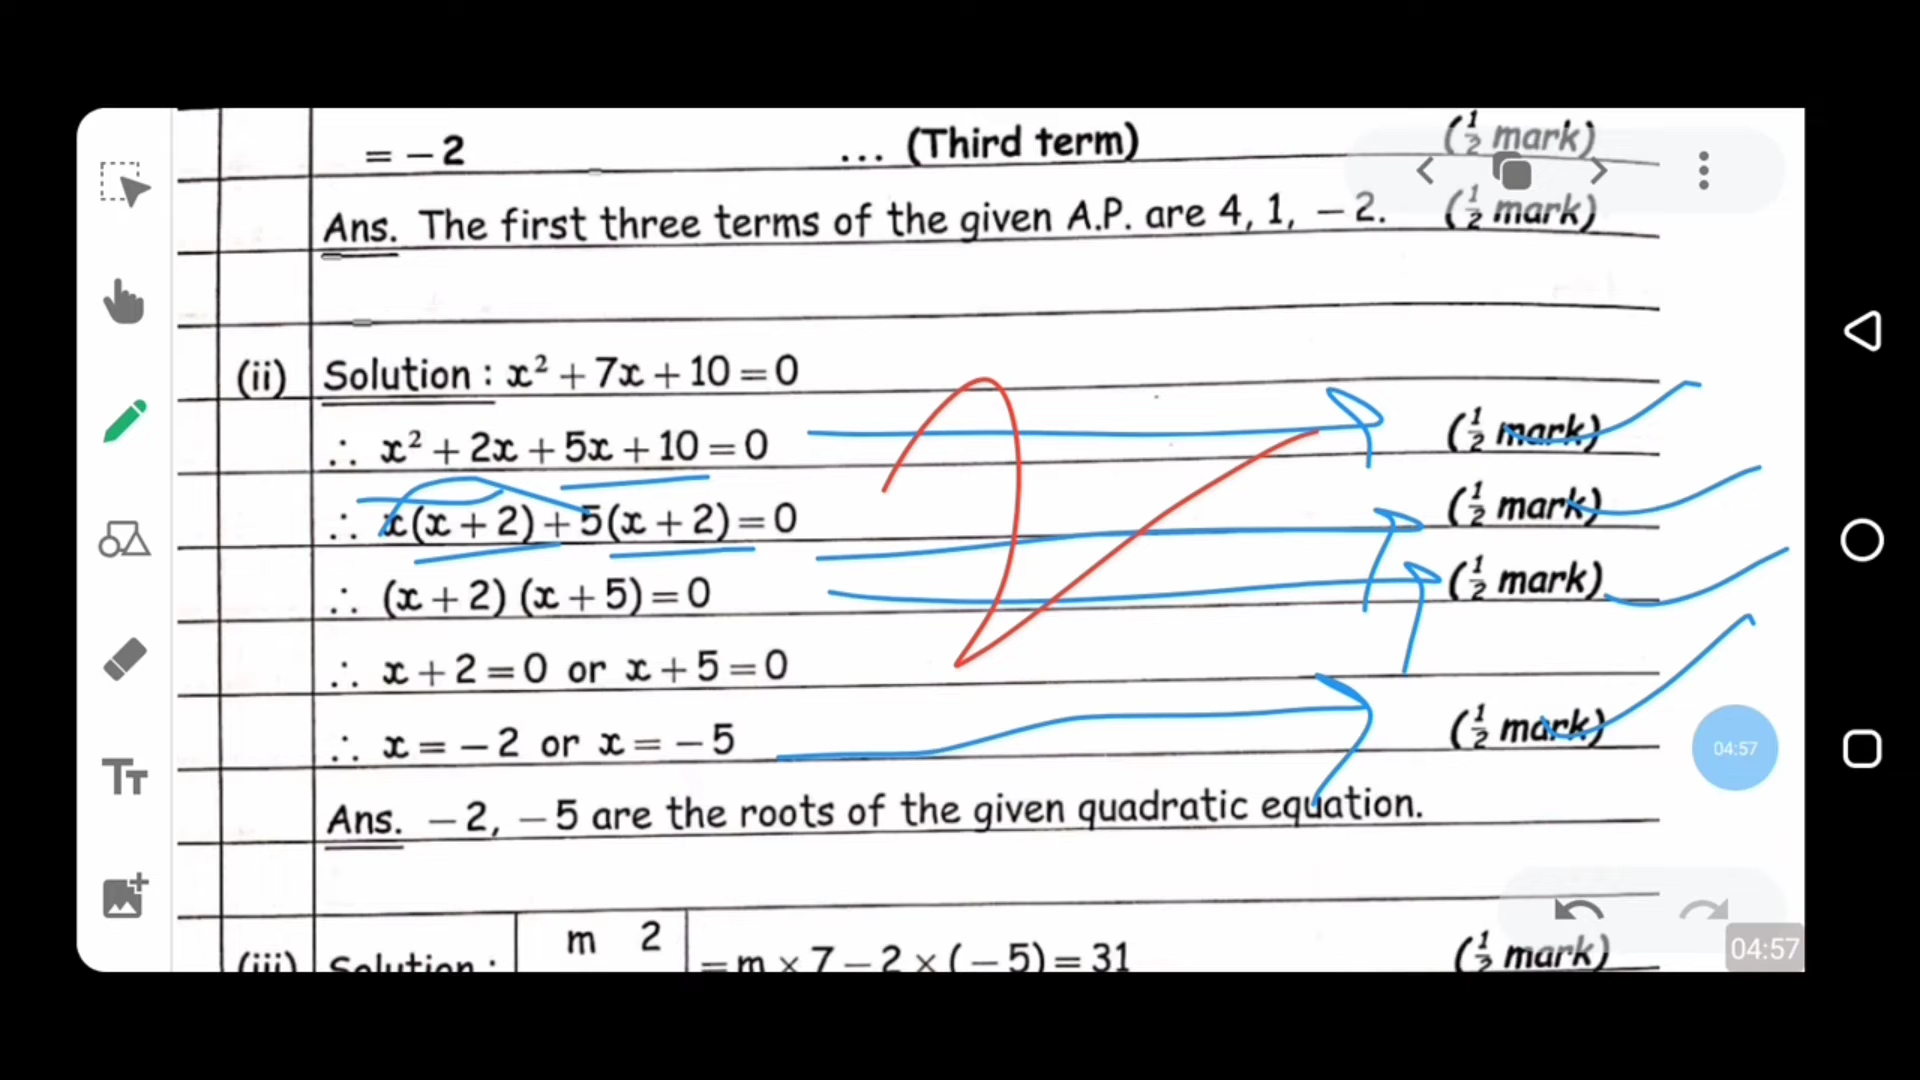 = − 2 ... (Third term) (1/2 mark)
Ans. The first three terms of the given A.P. are 4, 1, − 2. (1/2 mark)
(ii) Solution : x² + 7x + 10 = 0
∴ x² + 2x + 5x + 10 = 0 (1/2 mark)
∴ x(x + 2) + 5(x + 2) = 0 (1/2 mark)
∴ (x + 2) (x + 5) = 0 (1/2 mark)
∴ x + 2 = 0 or x + 5 = 0
∴ x = − 2 or x = − 5 (1/2 mark)
04:57
Ans. − 2, − 5 are the roots of the given quadratic equation.
m 2
(iii) Solution : = m × 7 − 2 × (− 5) = 31 (1/2 mark)
04:57
TT